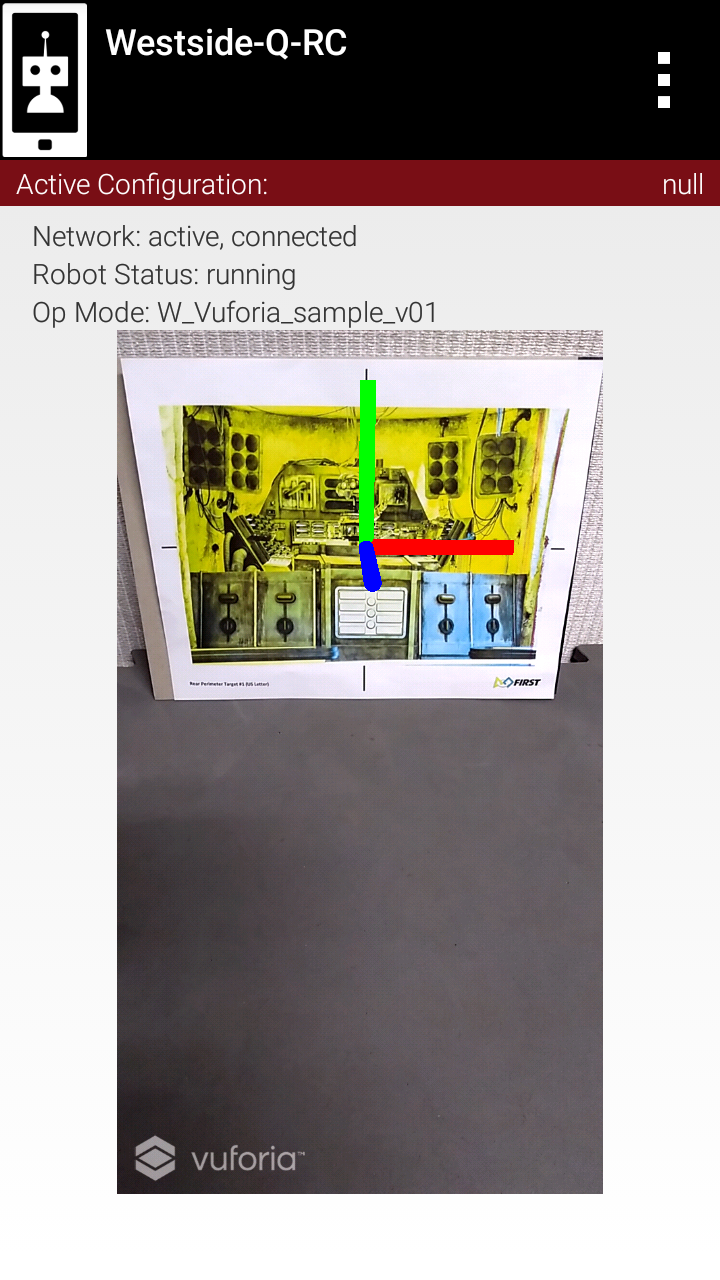 Westside-Q-RC
Active Configuration: null
Network: active, connected
Robot Status: running
Op Mode: W_Vuforia_sample_v01
Rear Perimeter Target #1 (US Letter)
FIRST
vuforia™